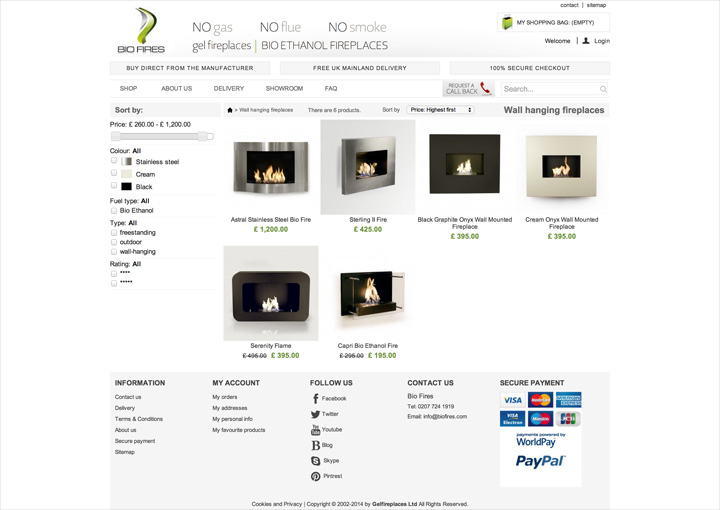 contact | sitemap
BIO FIRES
NO gas NO flue NO smoke
gel fireplaces | BIO ETHANOL FIREPLACES
MY SHOPPING BAG: (EMPTY)
Welcome | Login
BUY DIRECT FROM THE MANUFACTURER
FREE UK MAINLAND DELIVERY
100% SECURE CHECKOUT
SHOP ABOUT US DELIVERY SHOWROOM FAQ
REQUEST A
CALL BACK
Search...
Sort by:
> Wall hanging fireplaces
There are 6 products.
Sort by Price: Highest first
Wall hanging fireplaces
Price: £ 260.00 - £ 1,200.00
Colour: All
Stainless steel
Cream
Black
Fuel type: All
Bio Ethanol
Type: All
freestanding
outdoor
wall-hanging
Rating: All
****
*****
Astral Stainless Steel Bio Fire
£ 1,200.00
Sterling II Fire
£ 425.00
Black Graphite Onyx Wall Mounted
Fireplace
£ 395.00
Cream Onyx Wall Mounted
Fireplace
£ 395.00
Serenity Flame
£ 495.00 £ 395.00
Capri Bio Ethanol Fire
£ 295.00 £ 195.00
INFORMATION
Contact us
Delivery
Terms & Conditions
About us
Secure payment
Sitemap
MY ACCOUNT
My orders
My addresses
My personal info
My favourite products
FOLLOW US
Facebook
Twitter
You
Tube
Youtube
B
Blog
Skype
Pintrest
CONTACT US
Bio Fires
Tel: 0207 724 1919
Email: info@biofires.com
SECURE PAYMENT
VISA MasterCard AMERICAN EXPRESS
VISA Electron Maestro JCB
payments powered by
WorldPay
PayPal
Cookies and Privacy | Copyright © 2002-2014 by Gelfireplaces Ltd All Rights Reserved.